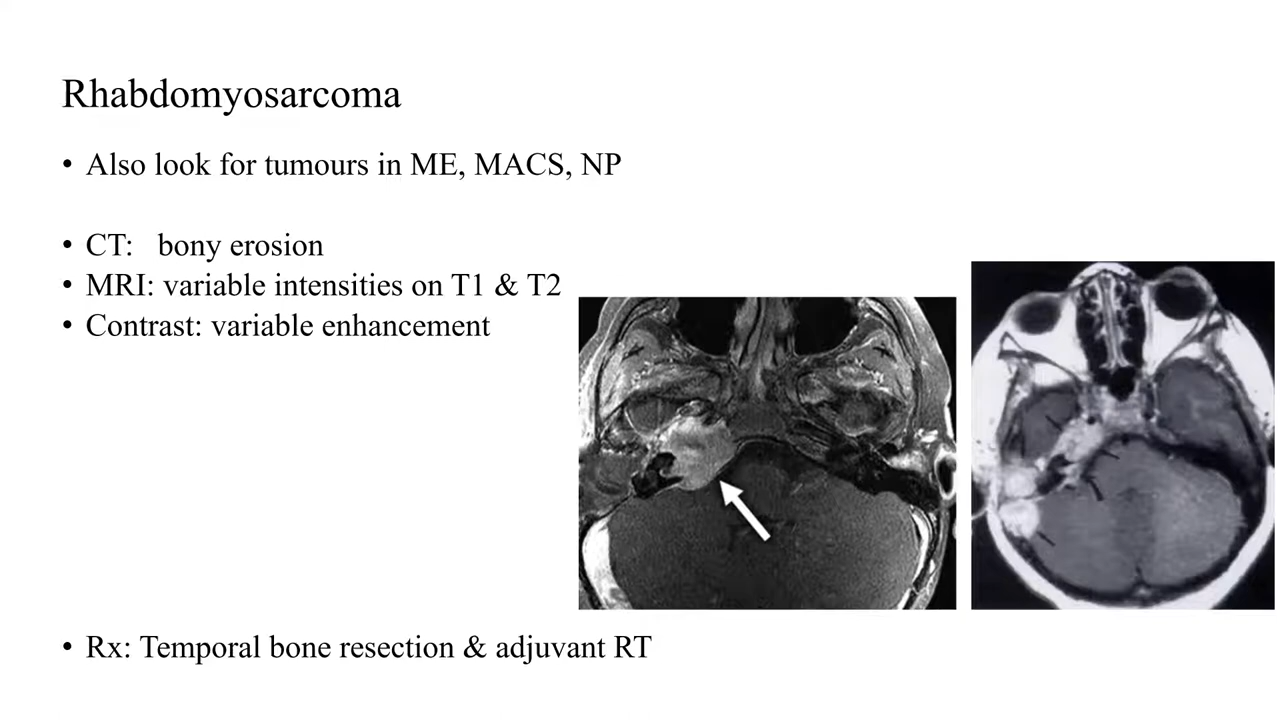 Rhabdomyosarcoma
• Also look for tumours in ME, MACS, NP
• CT: bony erosion
• MRI: variable intensities on T1 & T2
• Contrast: variable enhancement
• Rx: Temporal bone resection & adjuvant RT